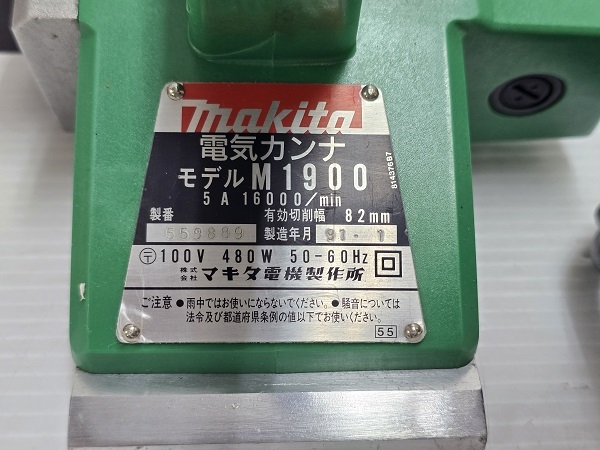 makita
電気カンナ
モデル M1900
5A 16000/min
製番 有効切削幅 82mm
製造年月 91-1
〒100V 480W 50-60Hz
株式会社 マキタ電機製作所
ご注意 ●雨中ではお使いにならないでください。●騒音については
法令及び都道府県条例の値以下でお使いください。
55
814376B7